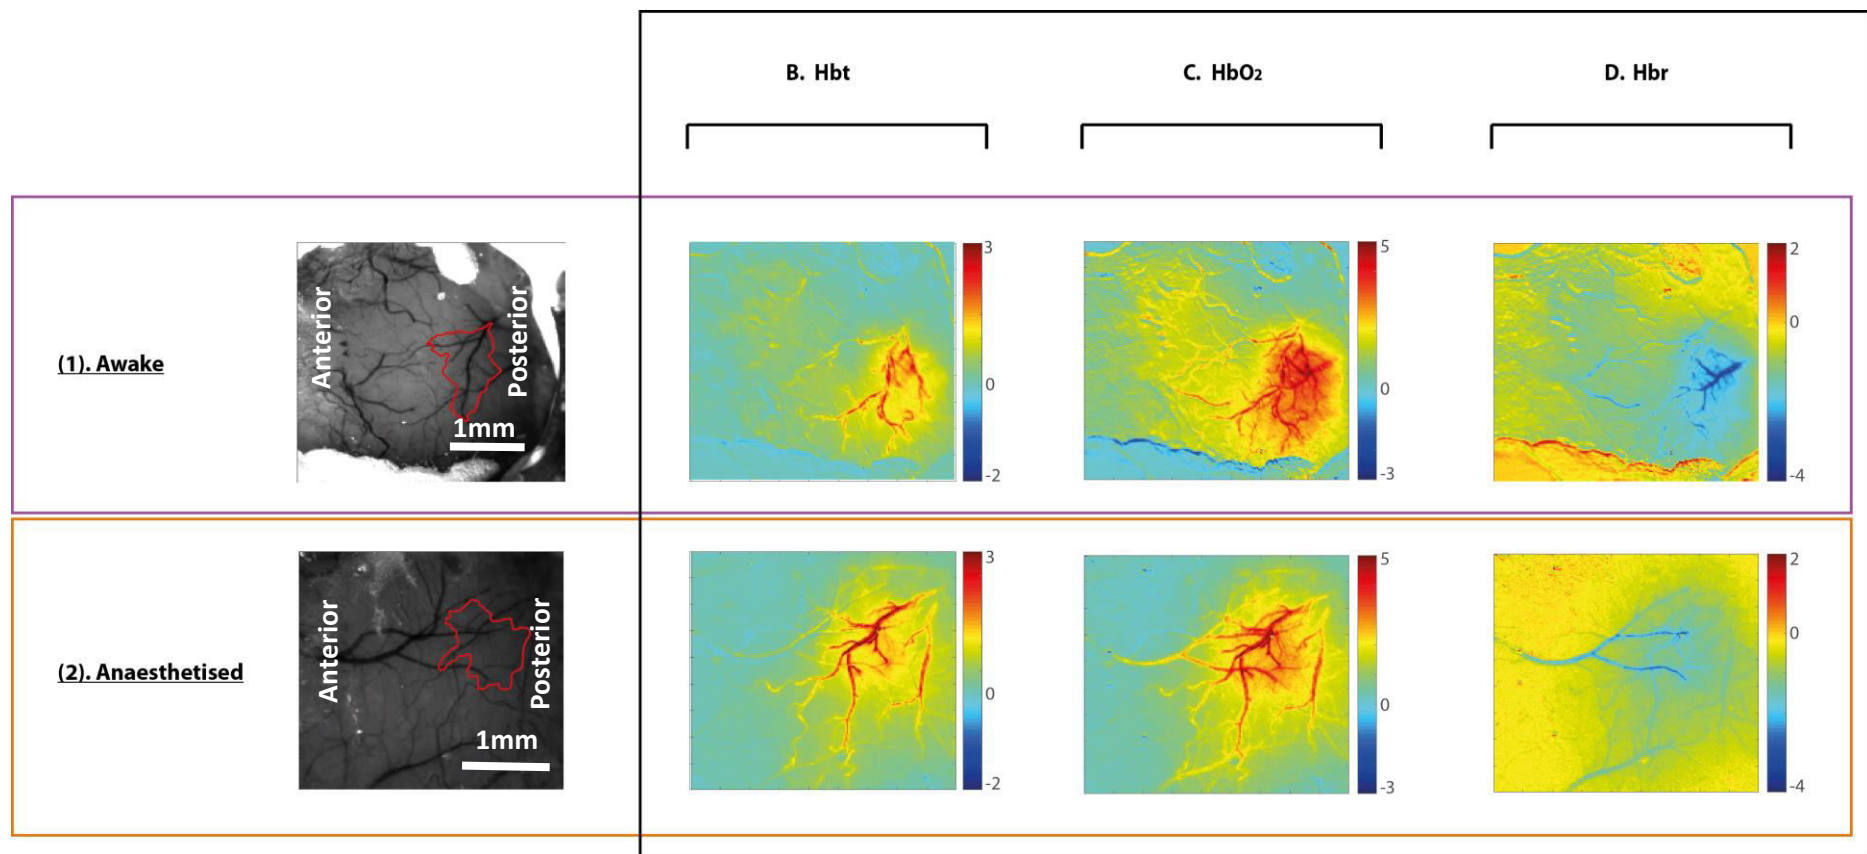 B. Hbt
C. HbO2
D. Hbr
(1). Awake
Anterior
Posterior
1mm
3
0
-2
5
0
-3
2
0
-4
(2). Anaesthetised
Anterior
Posterior
1mm
3
0
-2
5
0
-3
2
0
-4